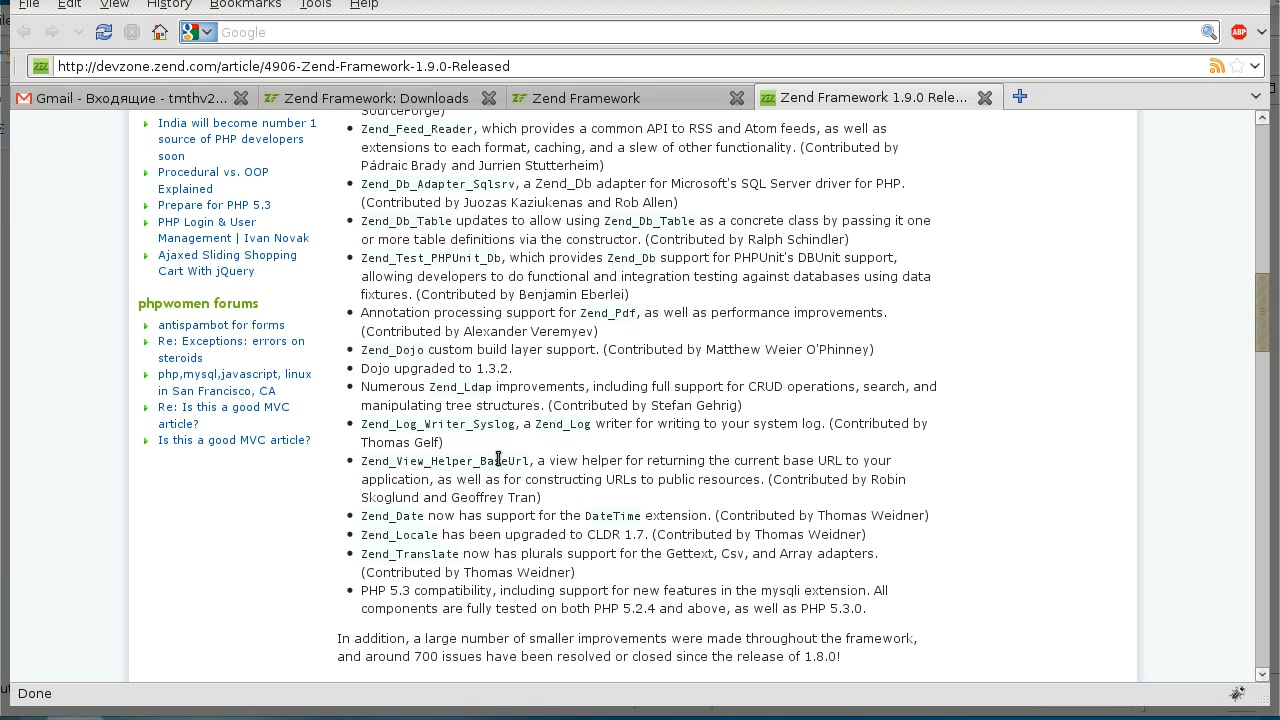 File Edit View History Bookmarks Tools Help
Google
ABP
http://devzone.zend.com/article/4906-Zend-Framework-1.9.0-Released
Gmail - Входящие - tmthv2...
Zend Framework: Downloads
Zend Framework
Zend Framework 1.9.0 Rele...
India will become number 1
source of PHP developers
soon
Procedural vs. OOP
Explained
Prepare for PHP 5.3
PHP Login & User
Management | Ivan Novak
Ajaxed Sliding Shopping
Cart With jQuery
phpwomen forums
antispambot for forms
Re: Exceptions: errors on
steroids
php,mysql,javascript, linux
in San Francisco, CA
Re: Is this a good MVC
article?
Is this a good MVC article?
SourceForge)
Zend_Feed_Reader, which provides a common API to RSS and Atom feeds, as well as
extensions to each format, caching, and a slew of other functionality. (Contributed by
Pádraic Brady and Jurrien Stutterheim)
Zend_Db_Adapter_Sqlsrv, a Zend_Db adapter for Microsoft's SQL Server driver for PHP.
(Contributed by Juozas Kaziukenas and Rob Allen)
Zend_Db_Table updates to allow using Zend_Db_Table as a concrete class by passing it one
or more table definitions via the constructor. (Contributed by Ralph Schindler)
Zend_Test_PHPUnit_Db, which provides Zend_Db support for PHPUnit's DBUnit support,
allowing developers to do functional and integration testing against databases using data
fixtures. (Contributed by Benjamin Eberlei)
Annotation processing support for Zend_Pdf, as well as performance improvements.
(Contributed by Alexander Verenyev)
Zend_Dojo custom build layer support. (Contributed by Matthew Weier O'Phinney)
Dojo upgraded to 1.3.2.
Numerous Zend_Ldap improvements, including full support for CRUD operations, search, and
manipulating tree structures. (Contributed by Stefan Gehrig)
Zend_Log_Writer_Syslog, a Zend_Log writer for writing to your system log. (Contributed by
Thomas Gelf)
Zend_View_Helper_BaseUrl, a view helper for returning the current base URL to your
application, as well as for constructing URLs to public resources. (Contributed by Robin
Skoglund and Geoffrey Tran)
Zend_Date now has support for the DateTime extension. (Contributed by Thomas Weidner)
Zend_Locale has been upgraded to CLDR 1.7. (Contributed by Thomas Weidner)
Zend_Translate now has plurals support for the Gettext, Csv, and Array adapters.
(Contributed by Thomas Weidner)
PHP 5.3 compatibility, including support for new features in the mysqli extension. All
components are fully tested on both PHP 5.2.4 and above, as well as PHP 5.3.0.
In addition, a large number of smaller improvements were made throughout the framework,
and around 700 issues have been resolved or closed since the release of 1.8.0!
Done